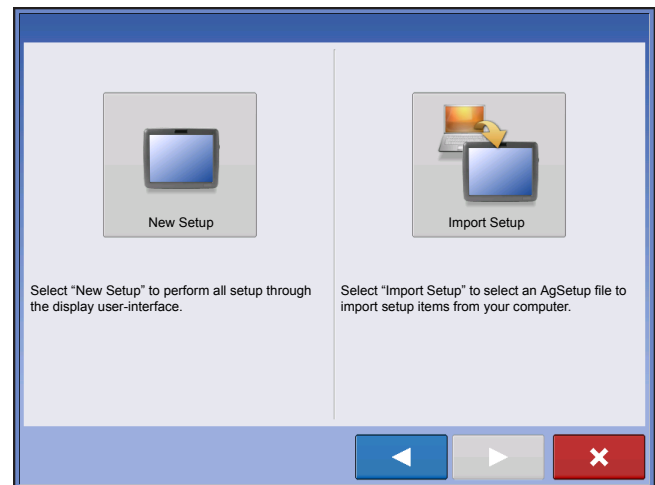 New Setup
Select “New Setup” to perform all setup through
the display user-interface.
Import Setup
Select “Import Setup” to select an AgSetup file to
import setup items from your computer.